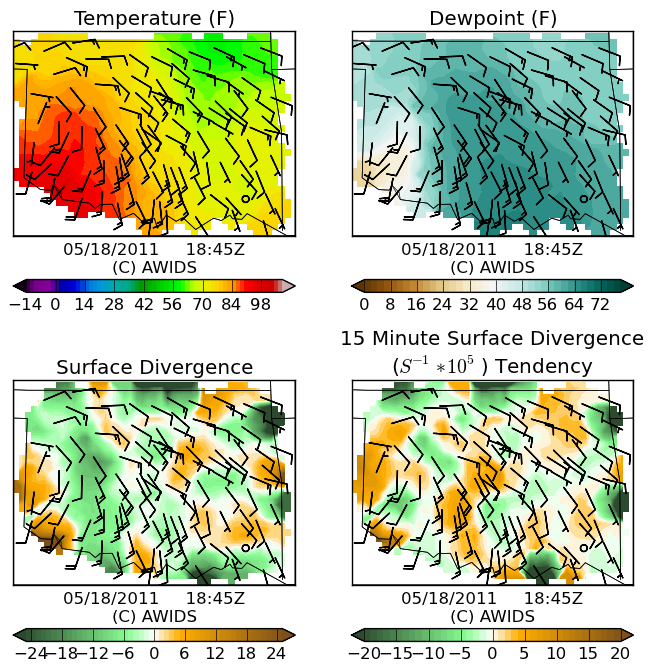 Temperature (F)
Dewpoint (F)
05/18/2011 18:45Z
(C) AWIDS
05/18/2011 18:45Z
(C) AWIDS
−14 0 14 28 42 56 70 84 98
0 8 16 24 32 40 48 56 64 72
Surface Divergence
15 Minute Surface Divergence
(S⁻¹ *10⁵ ) Tendency
05/18/2011 18:45Z
(C) AWIDS
05/18/2011 18:45Z
(C) AWIDS
−24 −18 −12 −6 0 6 12 18 24
−20 −15 −10 −5 0 5 10 15 20